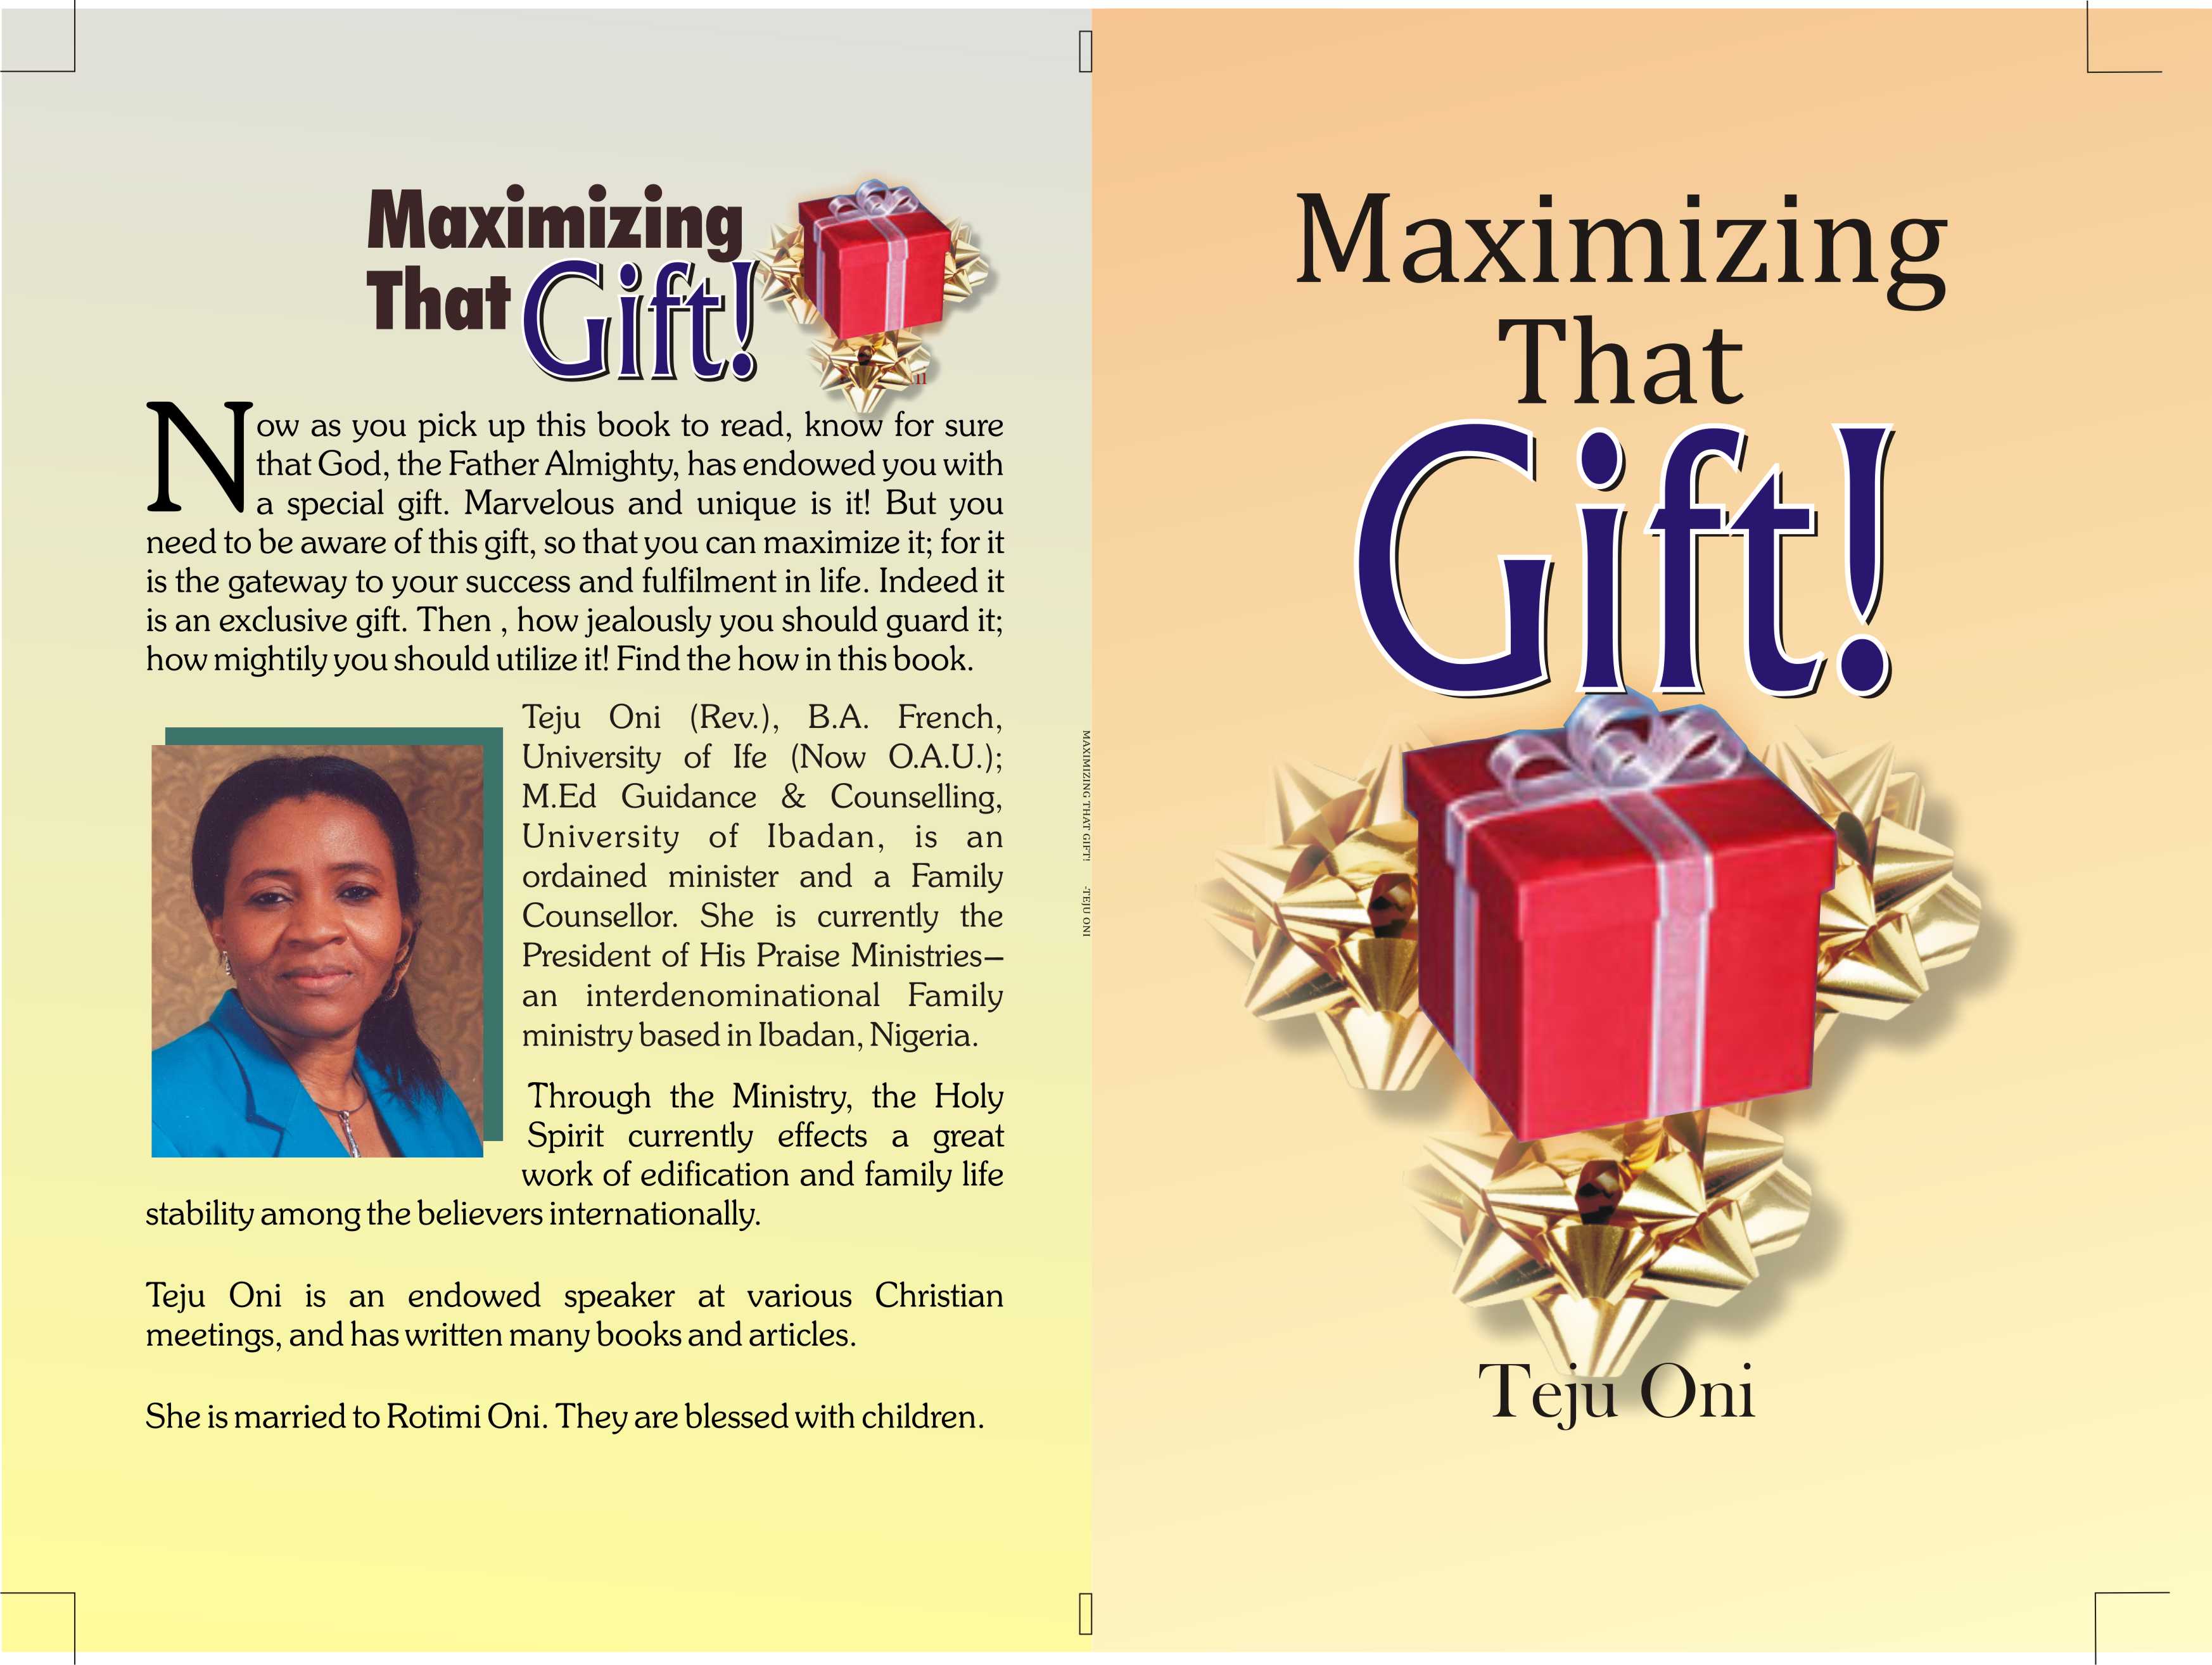 Maximizing
That Gift!
Now as you pick up this book to read, know for sure
that God, the Father Almighty, has endowed you with
a special gift. Marvelous and unique is it! But you
need to be aware of this gift, so that you can maximize it; for it
is the gateway to your success and fulfilment in life. Indeed it
is an exclusive gift. Then , how jealously you should guard it;
how mightily you should utilize it! Find the how in this book.
Teju Oni (Rev.), B.A. French,
University of Ife (Now O.A.U.);
M.Ed Guidance & Counselling,
University of Ibadan, is an
ordained minister and a Family
Counsellor. She is currently the
President of His Praise Ministries–
an interdenominational Family
ministry based in Ibadan, Nigeria.
Through the Ministry, the Holy
Spirit currently effects a great
work of edification and family life
stability among the believers internationally.
Teju Oni is an endowed speaker at various Christian
meetings, and has written many books and articles.
She is married to Rotimi Oni. They are blessed with children.
MAXIMIZING THAT GIFT! -TEJU ONI
Maximizing
That
Gift!
Teju Oni